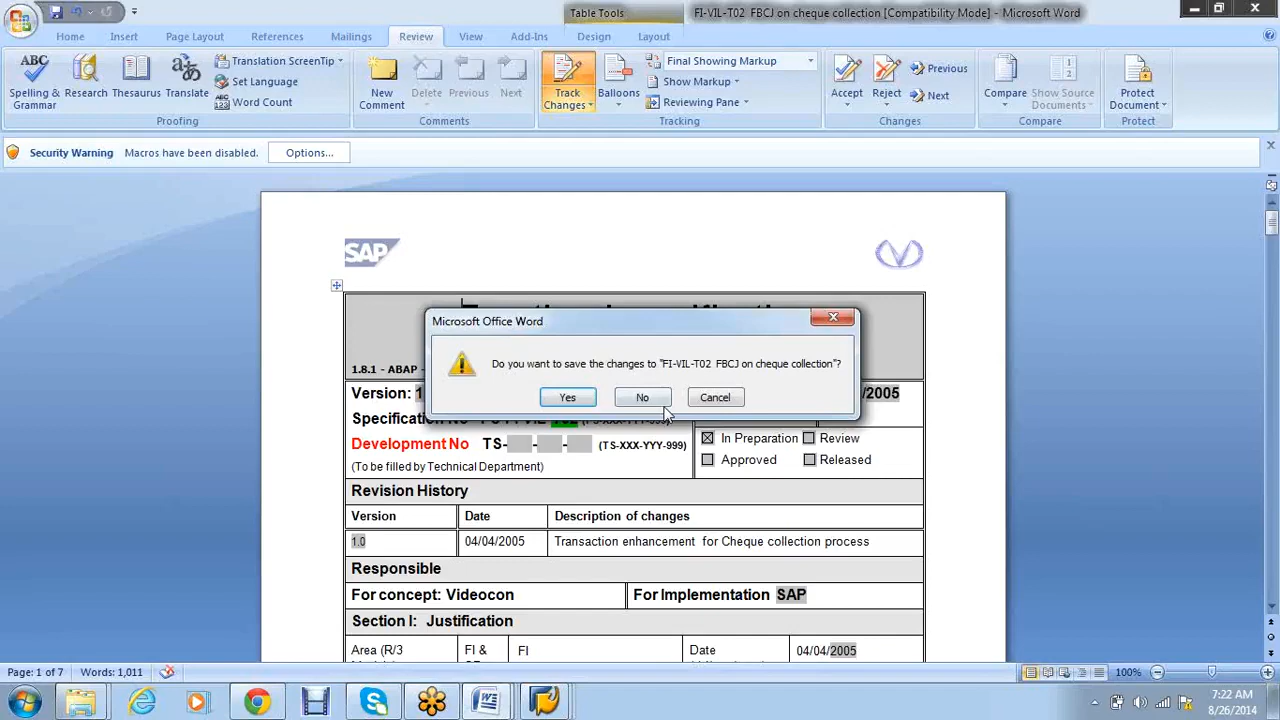 Table Tools
FI-VIL-T02 FBCJ on cheque collection [Compatibility Mode] - Microsoft Word
Home Insert Page Layout References Mailings Review View Add-Ins Design Layout
ABC
Spelling & Grammar
Research
Thesaurus
Translate
Translation ScreenTip
Set Language
Word Count
Proofing
New Comment
Delete
Previous
Next
Comments
Track Changes
Balloons
Final Showing Markup
Show Markup
Reviewing Pane
Tracking
Accept
Reject
Previous
Next
Changes
Compare
Show Source Documents
Compare
Protect Document
Protect
Security Warning Macros have been disabled. Options...
SAP
Microsoft Office Word
Do you want to save the changes to "FI-VIL-T02 FBCJ on cheque collection"?
Yes No Cancel
1.8.1 - ABAP
Version: 1 /2005
Specification
Development No TS- - - (TS-XXX-YYY-999)
(To be filled by Technical Department)
In Preparation Review
Approved Released
Revision History
Version Date Description of changes
1.0 04/04/2005 Transaction enhancement for Cheque collection process
Responsible
For concept: Videocon For Implementation SAP
Section I: Justification
Area (R/3 FI & FI Date 04/04/2005
Page: 1 of 7 Words: 1,011 100%
7:22 AM
8/26/2014